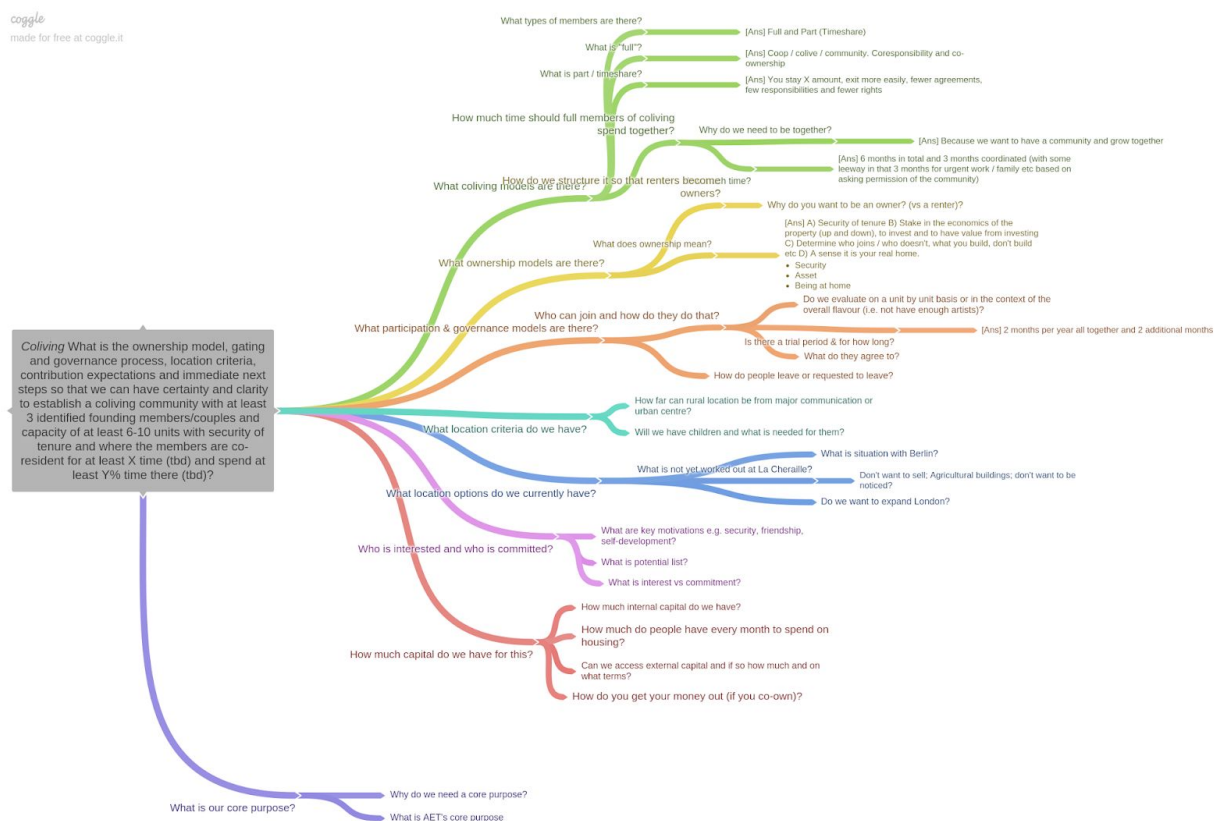 coggle
made for free at coggle.it
What types of members are there?
[Ans] Full and Part (Timeshare)
What is "full"?
[Ans] Coop / colive / community. Coresponsibility and co-
ownership
What is part / timeshare?
[Ans] You stay X amount, exit more easily, fewer agreements,
few responsibilities and fewer rights
How much time should full members of coliving
spend together?
Why do we need to be together?
[Ans] Because we want to have a community and grow together
time?
[Ans] 6 months in total and 3 months coordinated (with some
leeway in that 3 months for urgent work / family etc based on
asking permission of the community)
What coliving models are there?
How do we structure it so that renters become
owners?
Why do you want to be an owner? (vs a renter)?
What does ownership mean?
[Ans] A) Security of tenure B) Stake in the economics of the
property (up and down), to invest and to have value from investing
C) Determine who joins / who doesn't, what you build, don't build
etc D) A sense it is your real home.
• Security
• Asset
• Being at home
What ownership models are there?
Who can join and how do they do that?
Do we evaluate on a unit by unit basis or in the context of the
overall flavour (i.e. not have enough artists)?
What participation & governance models are there?
[Ans] 2 months per year all together and 2 additional months
Is there a trial period & for how long?
What do they agree to?
How do people leave or requested to leave?
Coliving What is the ownership model, gating
and governance process, location criteria,
contribution expectations and immediate next
steps so that we can have certainty and clarity
to establish a coliving community with at least
3 identified founding members/couples and
capacity of at least 6-10 units with security of
tenure and where the members are co-
resident for at least X time (tbd) and spend at
least Y% time there (tbd)?
How far can rural location be from major communication or
urban centre?
What location criteria do we have?
Will we have children and what is needed for them?
What is situation with Berlin?
What is not yet worked out at La Cheraille?
Don't want to sell; Agricultural buildings; don't want to be
noticed?
What location options do we currently have?
Do we want to expand London?
What are key motivations e.g. security, friendship,
self-development?
Who is interested and who is committed?
What is potential list?
What is interest vs commitment?
How much internal capital do we have?
How much do people have every month to spend on
housing?
How much capital do we have for this?
Can we access external capital and if so how much and on
what terms?
How do you get your money out (if you co-own)?
What is our core purpose?
Why do we need a core purpose?
What is AET's core purpose